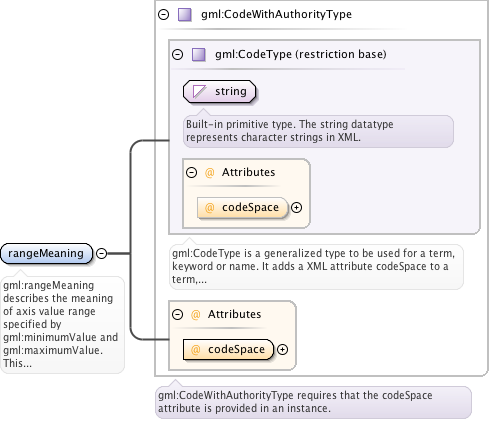 gml:CodeWithAuthorityType
gml:CodeType (restriction base)
string
Built-in primitive type. The string datatype
represents character strings in XML.
@ Attributes
@ codeSpace
gml:CodeType is a generalized type to be used for a term,
keyword or name. It adds a XML attribute codeSpace to a
term,...
rangeMeaning
gml:rangeMeaning
describes the meaning
of axis value range
specified by
gml:minimumValue and
gml:maximumValue.
This...
@ Attributes
@ codeSpace
gml:CodeWithAuthorityType requires that the codeSpace
attribute is provided in an instance.